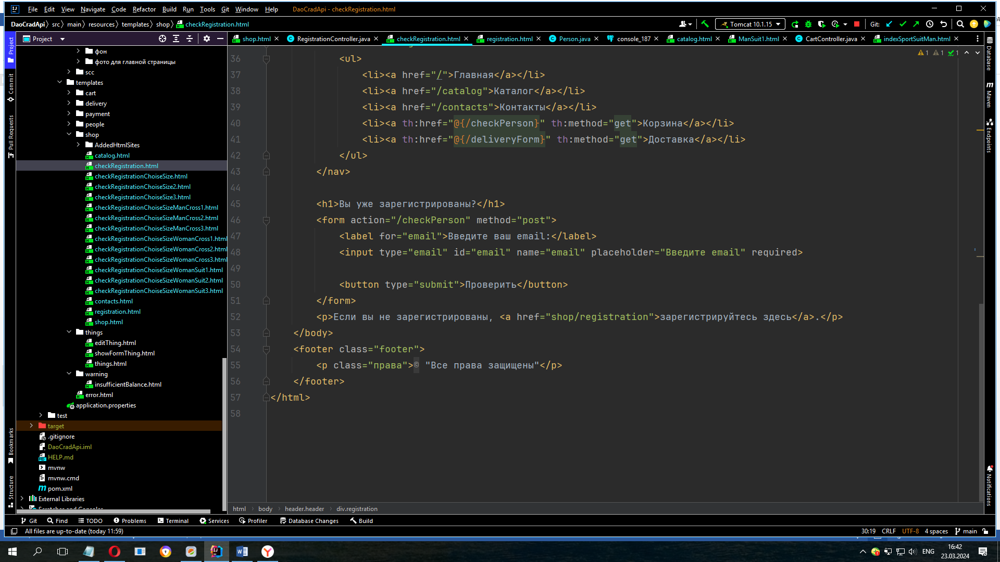 File Edit View Navigate Code Refactor Build Run Tools Git Window Help DaoCradApi - checkRegistration.html
DaoCradApi src main resources templates shop checkRegistration.html Tomcat 10.1.15 Git:
Project
shop.html RegistrationController.java checkRegistration.html registration.html Person.java console_187 catalog.html ManSuit1.html CartController.java indexSportSuitMan.html
Project
Commit
Pull Requests
Bookmarks
Structure
фон
фото для главной страницы
scc
templates
cart
delivery
payment
people
shop
AddedHtmlSites
catalog.html
checkRegistration.html
checkRegistrationChoiseSize.html
checkRegistrationChoiseSize2.html
checkRegistrationChoiseSize3.html
checkRegistrationChoiseSizeManCross1.html
checkRegistrationChoiseSizeManCross2.html
checkRegistrationChoiseSizeManCross3.html
checkRegistrationChoiseSizeWomanCross1.html
checkRegistrationChoiseSizeWomanCross2.html
checkRegistrationChoiseSizeWomanCross3.html
checkRegistrationChoiseSizeWomanSuit1.html
checkRegistrationChoiseSizeWomanSuit2.html
checkRegistrationChoiseSizeWomanSuit3.html
contacts.html
registration.html
shop.html
things
editThing.html
showFormThing.html
things.html
warning
insufficientBalance.html
error.html
application.properties
test
target
.gitignore
DaoCradApi.iml
HELP.md
mvnw
mvnw.cmd
pom.xml
External Libraries
Scratches and Consoles
1 1 1
36 <ul>
37 <li><a href="/">Главная</a></li>
38 <li><a href="/catalog">Каталог</a></li>
39 <li><a href="/contacts">Контакты</a></li>
40 <li><a th:href="@{/checkPerson}" th:method="get">Корзина</a></li>
41 <li><a th:href="@{/deliveryForm}" th:method="get">Доставка</a></li>
42 </ul>
43 </nav>
44
45 <h1>Вы уже зарегистрированы?</h1>
46 <form action="/checkPerson" method="post">
47 <label for="email">Введите ваш email:</label>
48 <input type="email" id="email" name="email" placeholder="Введите email" required>
49
50 <button type="submit">Проверить</button>
51 </form>
52 <p>Если вы не зарегистрированы, <a href="shop/registration">зарегистрируйтесь здесь</a>.</p>
53 </body>
54 <footer class="footer">
55 <p class="права">© "Все права защищены"</p>
56 </footer>
57 </html>
58
Database
Maven
Endpoints
Notifications
html body header.header div.registration
Git Find TODO Problems Terminal Services Profiler Database Changes Build
All files are up-to-date (today 11:59) 30:19 CRLF UTF-8 4 spaces main
ENG 16:42
23.03.2024